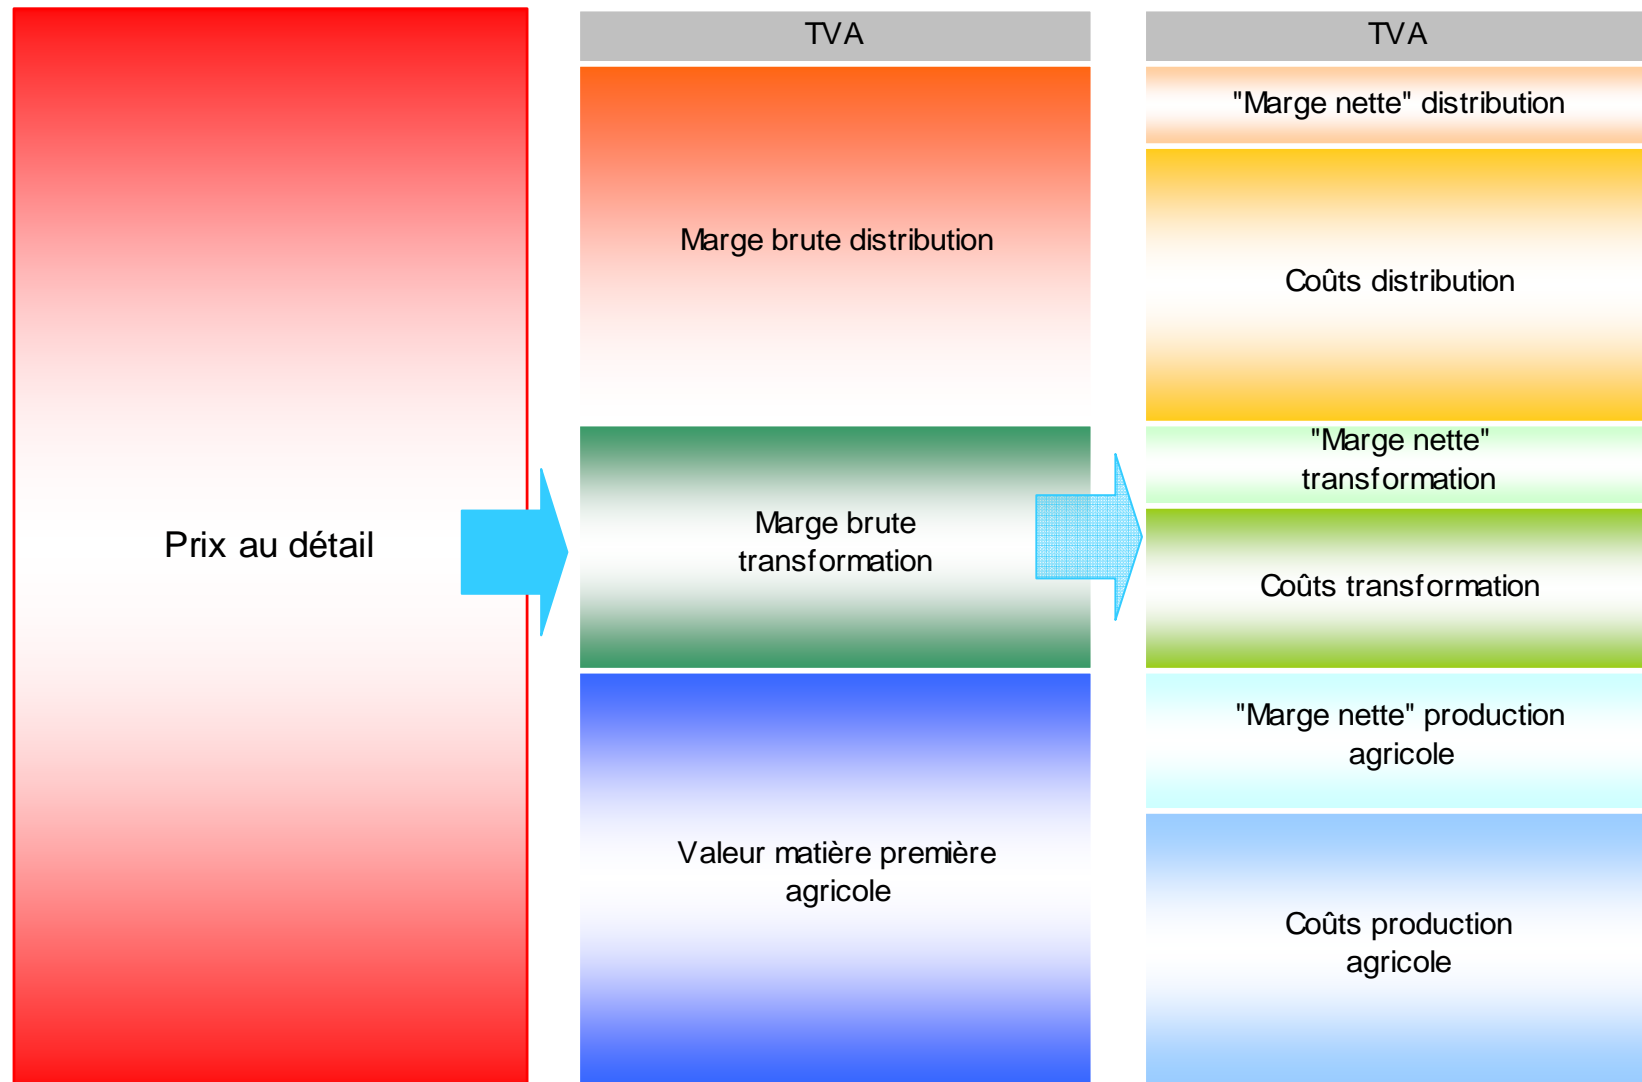 Prix au détail
TVA
Marge brute distribution
Marge brute
transformation
Valeur matière première
agricole
TVA
"Marge nette" distribution
Coûts distribution
"Marge nette"
transformation
Coûts transformation
"Marge nette" production
agricole
Coûts production
agricole